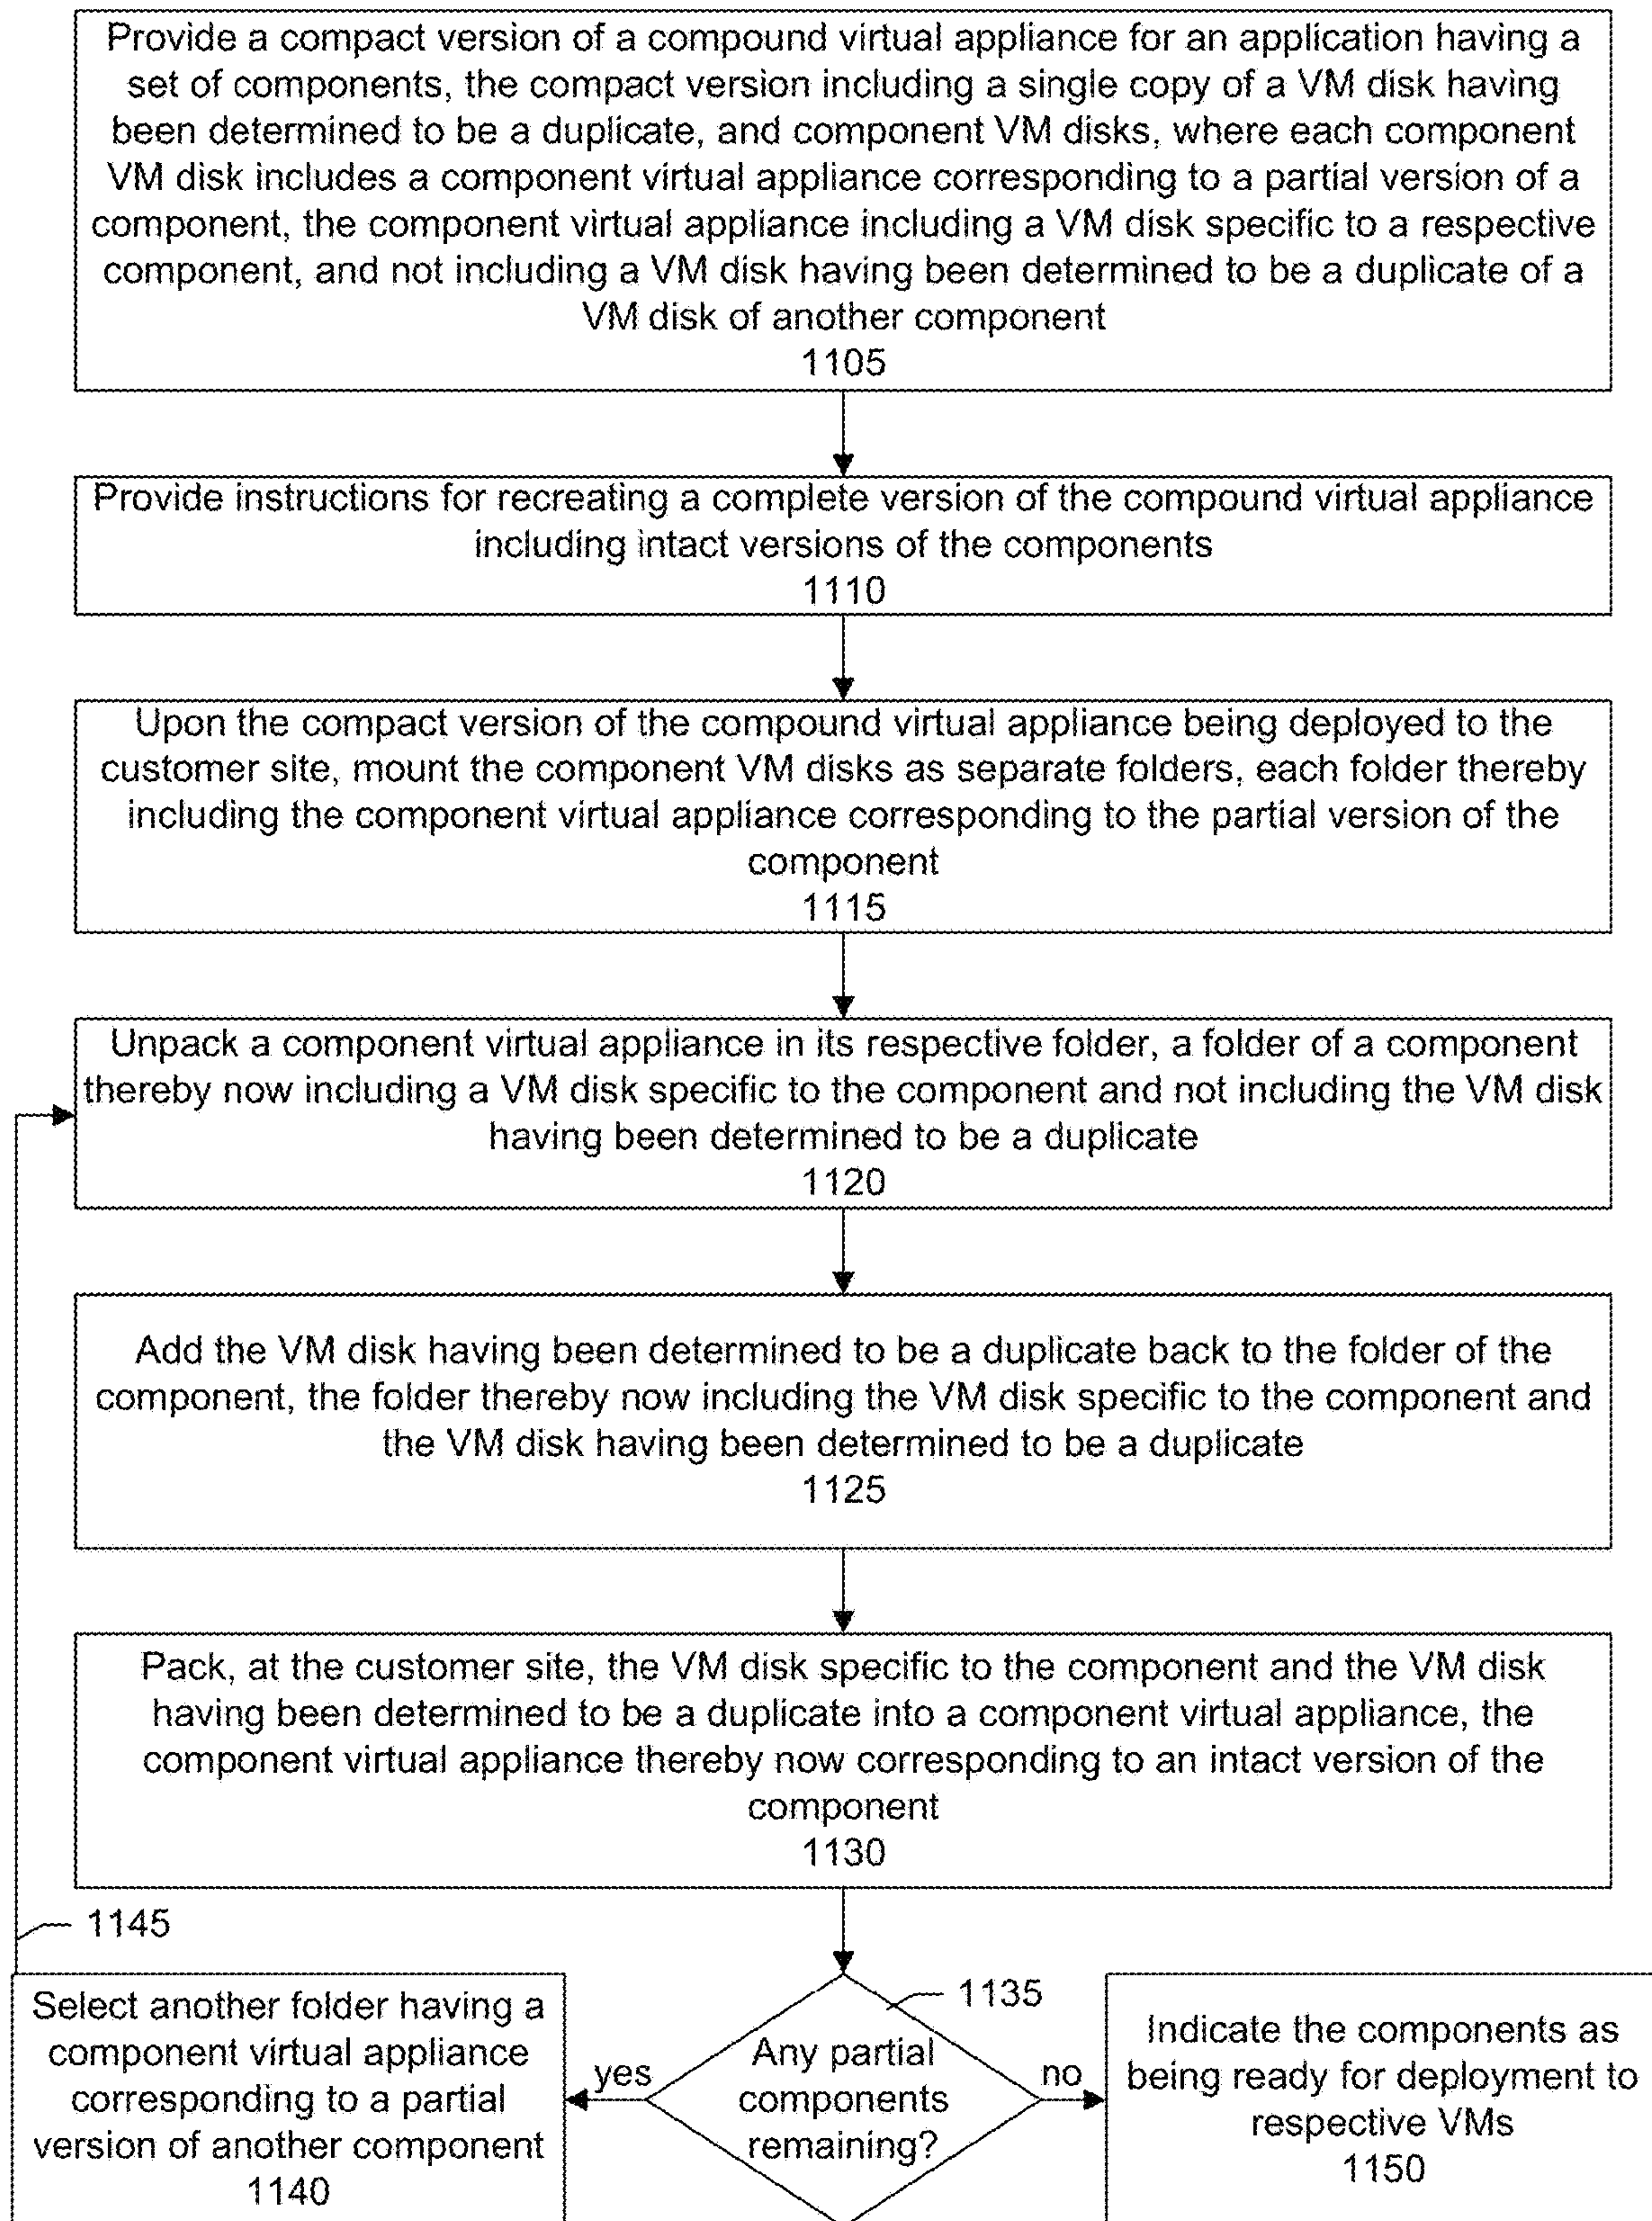 Provide a compact version of a compound virtual appliance for an application having a
set of components, the compact version including a single copy of a VM disk having
been determined to be a duplicate, and component VM disks, where each component
VM disk includes a component virtual appliance corresponding to a partial version of a
component, the component virtual appliance including a VM disk specific to a respective
component, and not including a VM disk having been determined to be a duplicate of a
VM disk of another component
1105
Provide instructions for recreating a complete version of the compound virtual appliance
including intact versions of the components
1110
Upon the compact version of the compound virtual appliance being deployed to the
customer site, mount the component VM disks as separate folders, each folder thereby
including the component virtual appliance corresponding to the partial version of the
component
1115
Unpack a component virtual appliance in its respective folder, a folder of a component
thereby now including a VM disk specific to the component and not including the VM disk
having been determined to be a duplicate
1120
Add the VM disk having been determined to be a duplicate back to the folder of the
component, the folder thereby now including the VM disk specific to the component and
the VM disk having been determined to be a duplicate
1125
Pack, at the customer site, the VM disk specific to the component and the VM disk
having been determined to be a duplicate into a component virtual appliance, the
component virtual appliance thereby now corresponding to an intact version of the
component
1130
1145
Select another folder having a
component virtual appliance
corresponding to a partial
version of another component
1140
yes
1135
Any partial
components
remaining?
no
Indicate the components as
being ready for deployment to
respective VMs
1150